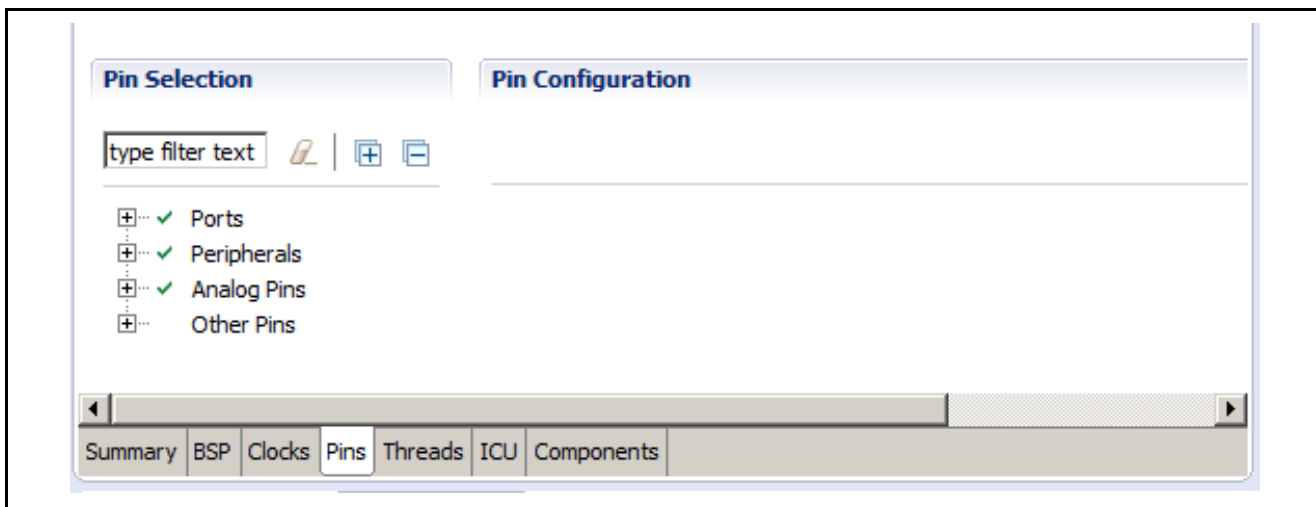 Pin Selection Pin Configuration
type filter text
Ports
Peripherals
Analog Pins
Other Pins
Summary BSP Clocks Pins Threads ICU Components